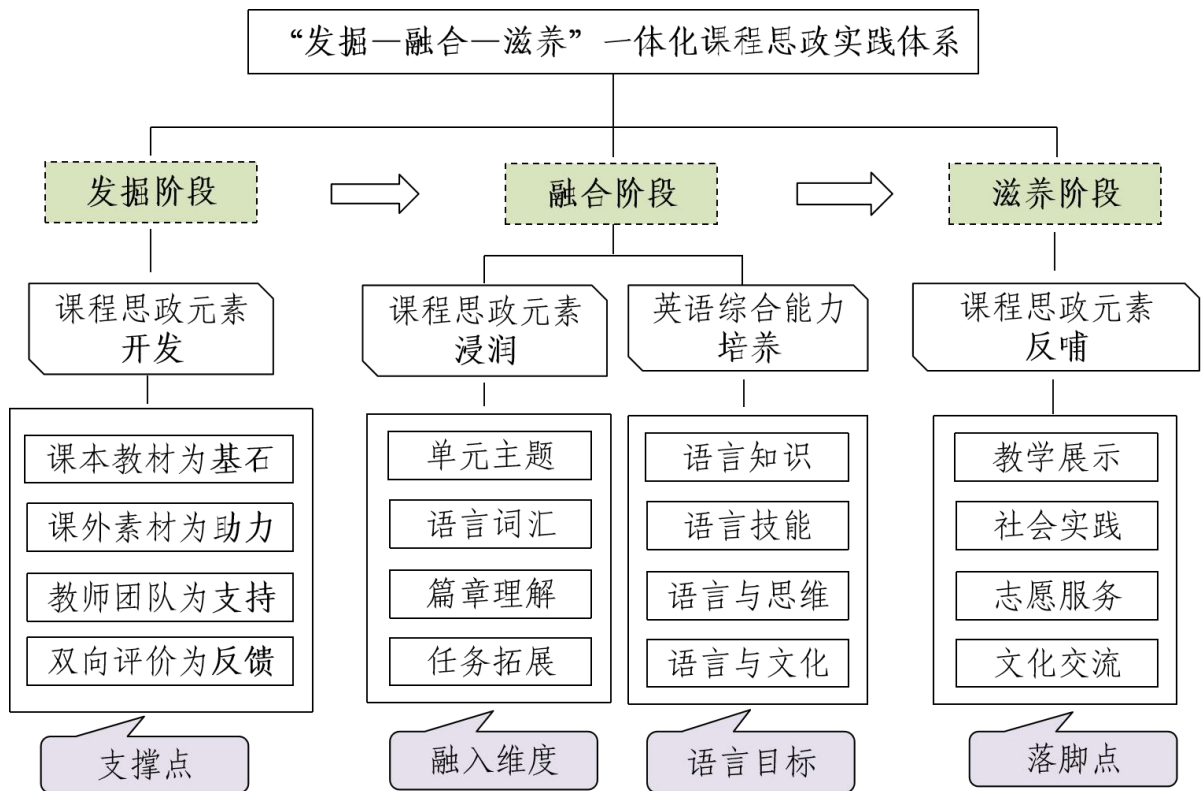 “发掘—融合—滋养”一体化课程思政实践体系
发掘阶段
融合阶段
滋养阶段
课程思政元素
开发
课程思政元素
浸润
英语综合能力
培养
课程思政元素
反哺
课本教材为基石
课外素材为助力
教师团队为支持
双向评价为反馈
单元主题
语言词汇
篇章理解
任务拓展
语言知识
语言技能
语言与思维
语言与文化
教学展示
社会实践
志愿服务
文化交流
支撑点
融入维度
语言目标
落脚点